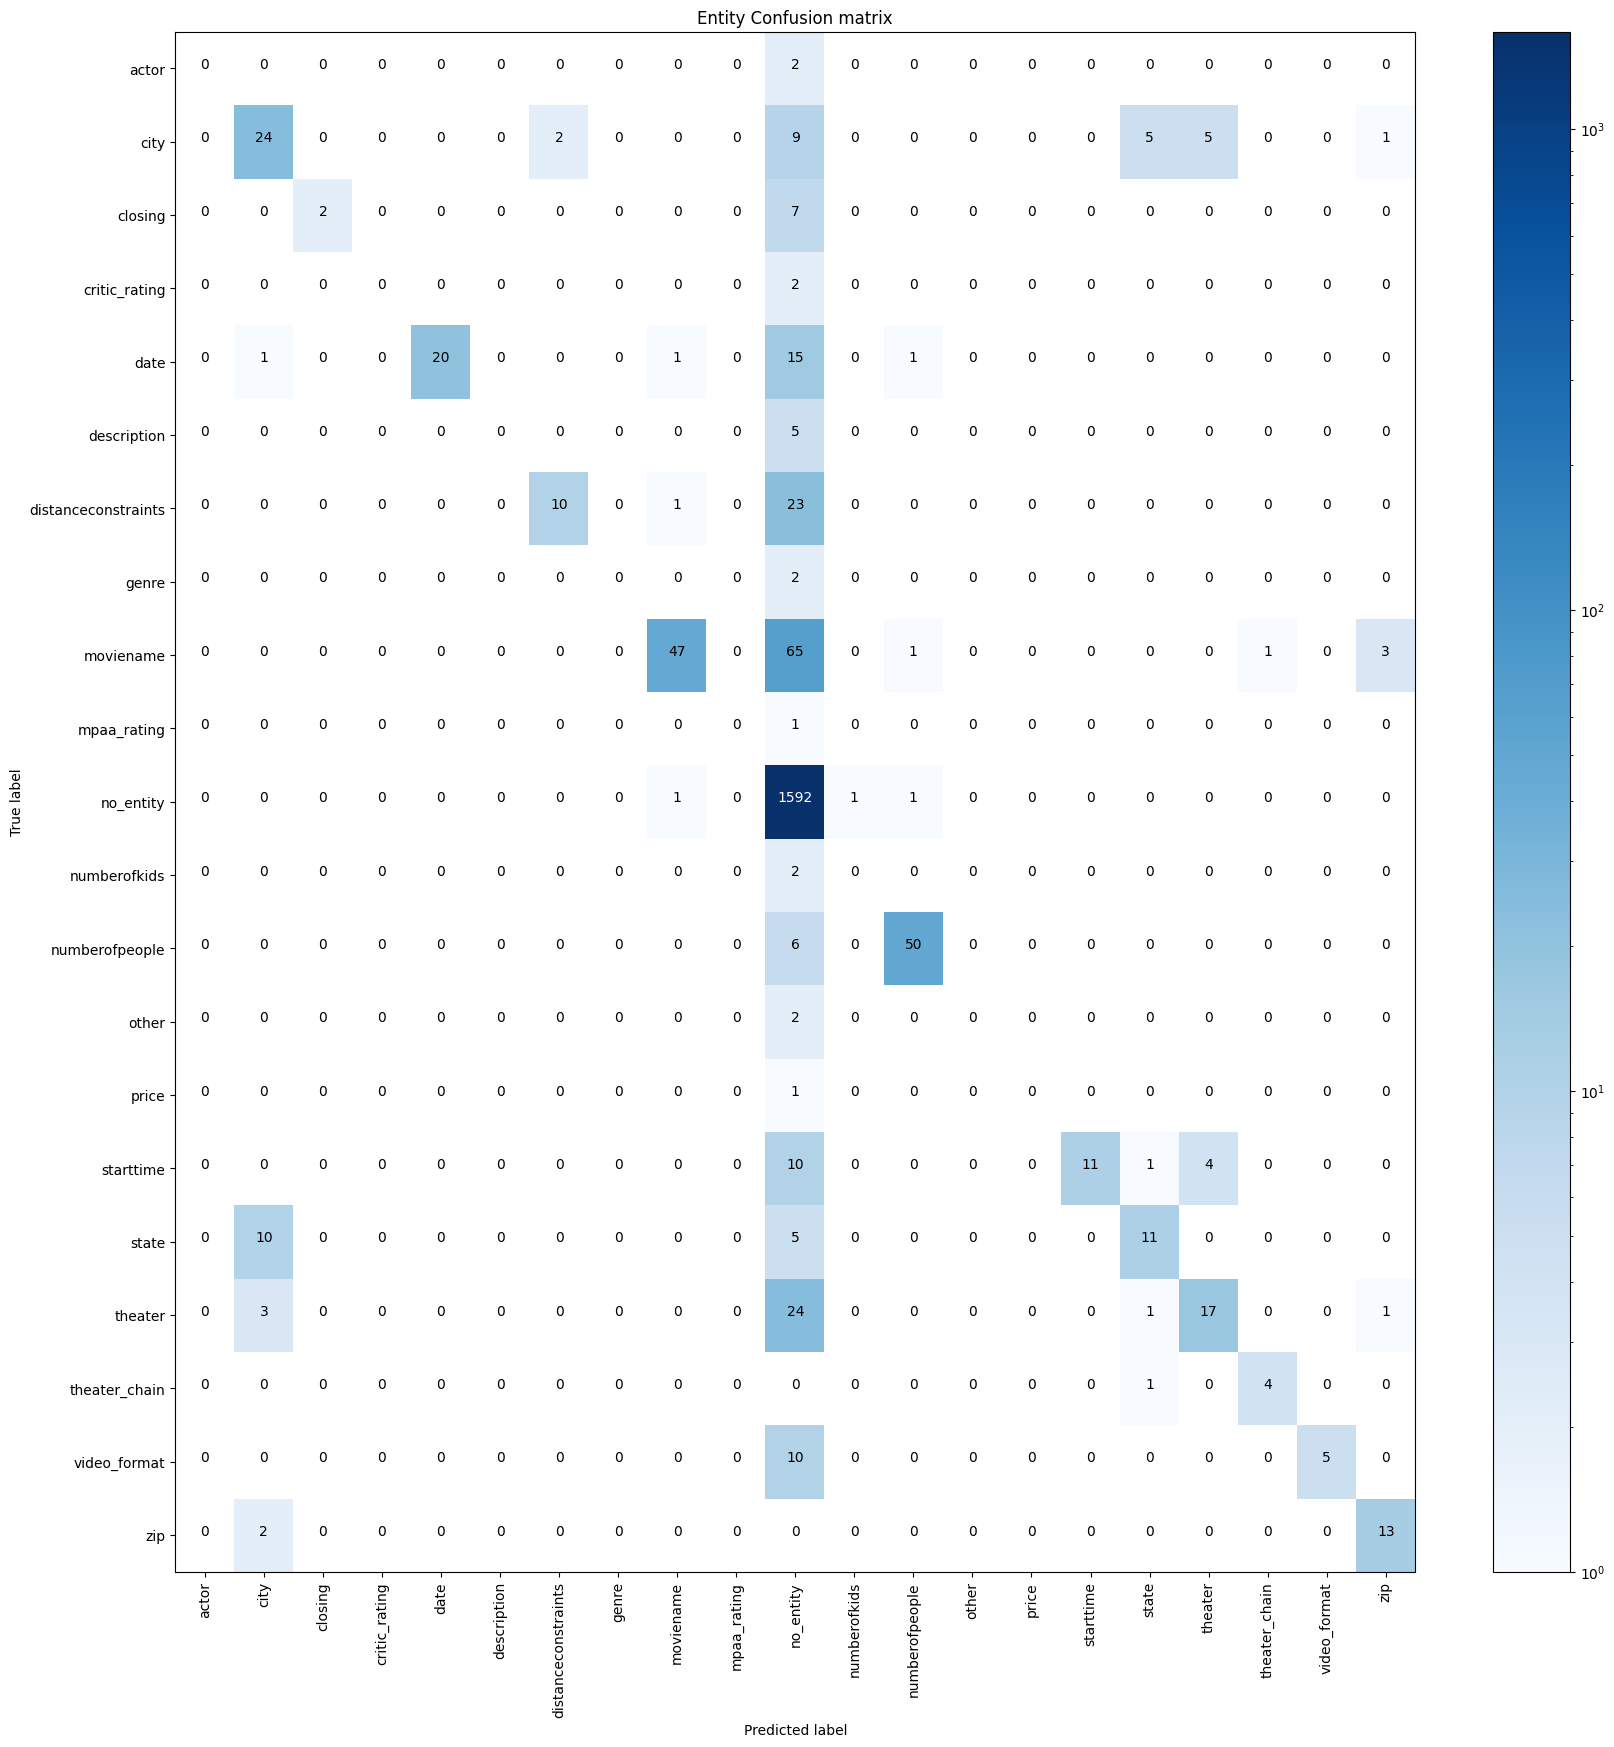 Entity Confusion matrix
actor 0 0 0 0 0 0 0 0 0 0 2 0 0 0 0 0 0 0 0 0 0
city 0 24 0 0 0 0 2 0 0 0 9 0 0 0 0 0 5 5 0 0 1
closing 0 0 2 0 0 0 0 0 0 0 7 0 0 0 0 0 0 0 0 0 0
critic_rating 0 0 0 0 0 0 0 0 0 0 2 0 0 0 0 0 0 0 0 0 0
date 0 1 0 0 20 0 0 0 1 0 15 0 1 0 0 0 0 0 0 0 0
description 0 0 0 0 0 0 0 0 0 0 5 0 0 0 0 0 0 0 0 0 0
distanceconstraints 0 0 0 0 0 0 10 0 1 0 23 0 0 0 0 0 0 0 0 0 0
genre 0 0 0 0 0 0 0 0 0 0 2 0 0 0 0 0 0 0 0 0 0
moviename 0 0 0 0 0 0 0 0 47 0 65 0 1 0 0 0 0 0 1 0 3
mpaa_rating 0 0 0 0 0 0 0 0 0 0 1 0 0 0 0 0 0 0 0 0 0
no_entity 0 0 0 0 0 0 0 0 1 0 1592 1 1 0 0 0 0 0 0 0 0
numberofkids 0 0 0 0 0 0 0 0 0 0 2 0 0 0 0 0 0 0 0 0 0
numberofpeople 0 0 0 0 0 0 0 0 0 0 6 0 50 0 0 0 0 0 0 0 0
other 0 0 0 0 0 0 0 0 0 0 2 0 0 0 0 0 0 0 0 0 0
price 0 0 0 0 0 0 0 0 0 0 1 0 0 0 0 0 0 0 0 0 0
starttime 0 0 0 0 0 0 0 0 0 0 10 0 0 0 0 11 1 4 0 0 0
state 0 10 0 0 0 0 0 0 0 0 5 0 0 0 0 0 11 0 0 0 0
theater 0 3 0 0 0 0 0 0 0 0 24 0 0 0 0 0 1 17 0 0 1
theater_chain 0 0 0 0 0 0 0 0 0 0 0 0 0 0 0 0 1 0 4 0 0
video_format 0 0 0 0 0 0 0 0 0 0 10 0 0 0 0 0 0 0 0 5 0
zip 0 2 0 0 0 0 0 0 0 0 0 0 0 0 0 0 0 0 0 0 13
True label
actor
city
closing
critic_rating
date
description
distanceconstraints
genre
moviename
mpaa_rating
no_entity
numberofkids
numberofpeople
other
price
starttime
state
theater
theater_chain
video_format
zip
Predicted label
10³
10²
10¹
10⁰